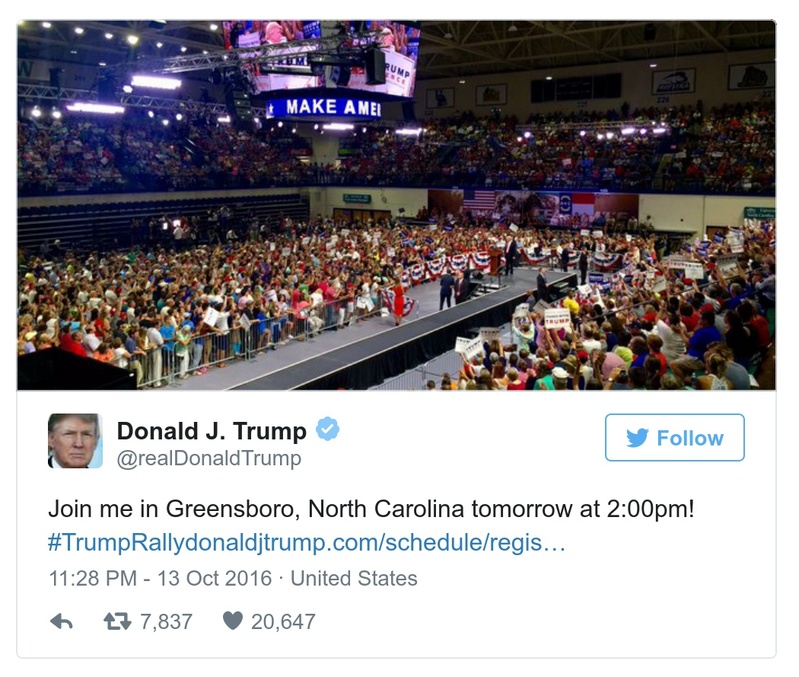 RUMP
MAKE AMEI
TRUMP
Donald J. Trump
@realDonaldTrump
Follow
Join me in Greensboro, North Carolina tomorrow at 2:00pm!
#TrumpRallydonaldjtrump.com/schedule/regis…
11:28 PM - 13 Oct 2016 · United States
7,837 20,647